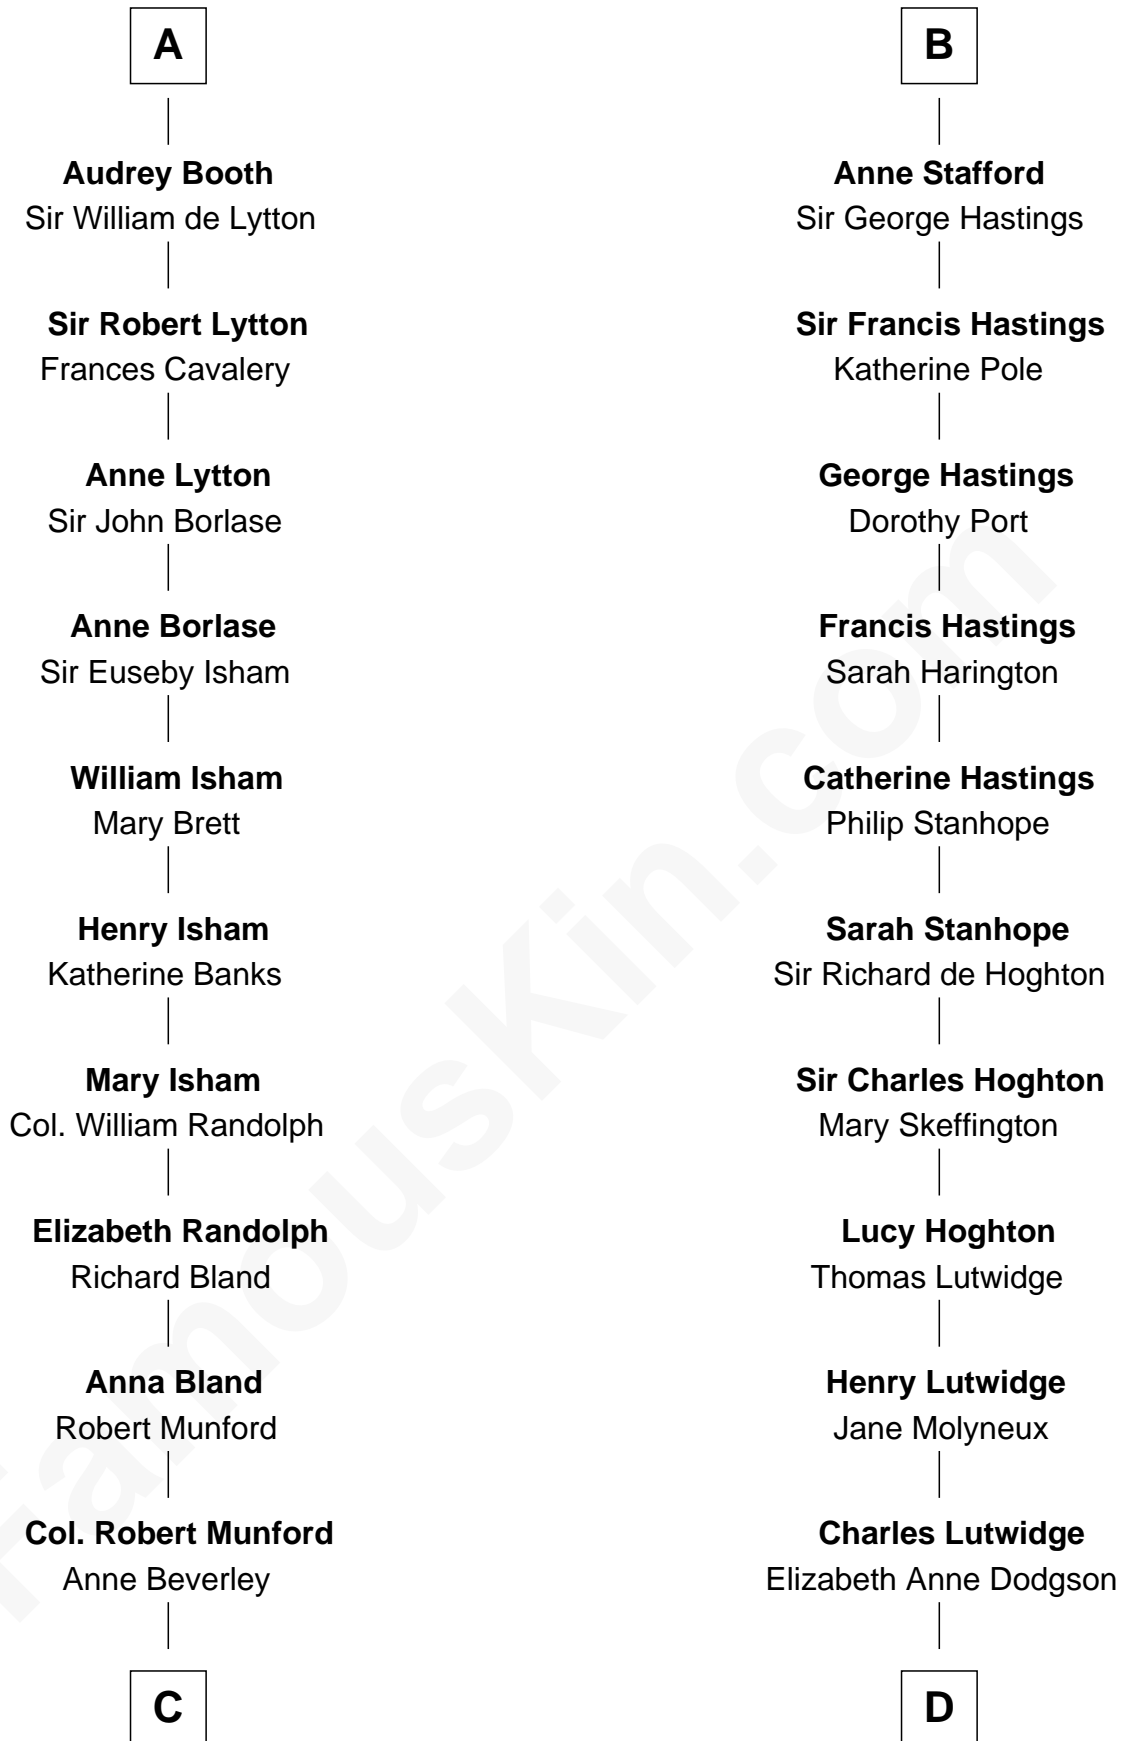 A
Audrey Booth
Sir William de Lytton
Sir Robert Lytton
Frances Cavalery
Anne Lytton
Sir John Borlase
Anne Borlase
Sir Euseby Isham
William Isham
Mary Brett
Henry Isham
Katherine Banks
Mary Isham
Col. William Randolph
Elizabeth Randolph
Richard Bland
Anna Bland
Robert Munford
Col. Robert Munford
Anne Beverley
C
B
Anne Stafford
Sir George Hastings
Sir Francis Hastings
Katherine Pole
George Hastings
Dorothy Port
Francis Hastings
Sarah Harington
Catherine Hastings
Philip Stanhope
Sarah Stanhope
Sir Richard de Hoghton
Sir Charles Hoghton
Mary Skeffington
Lucy Hoghton
Thomas Lutwidge
Henry Lutwidge
Jane Molyneux
Charles Lutwidge
Elizabeth Anne Dodgson
D
FamousKin.com